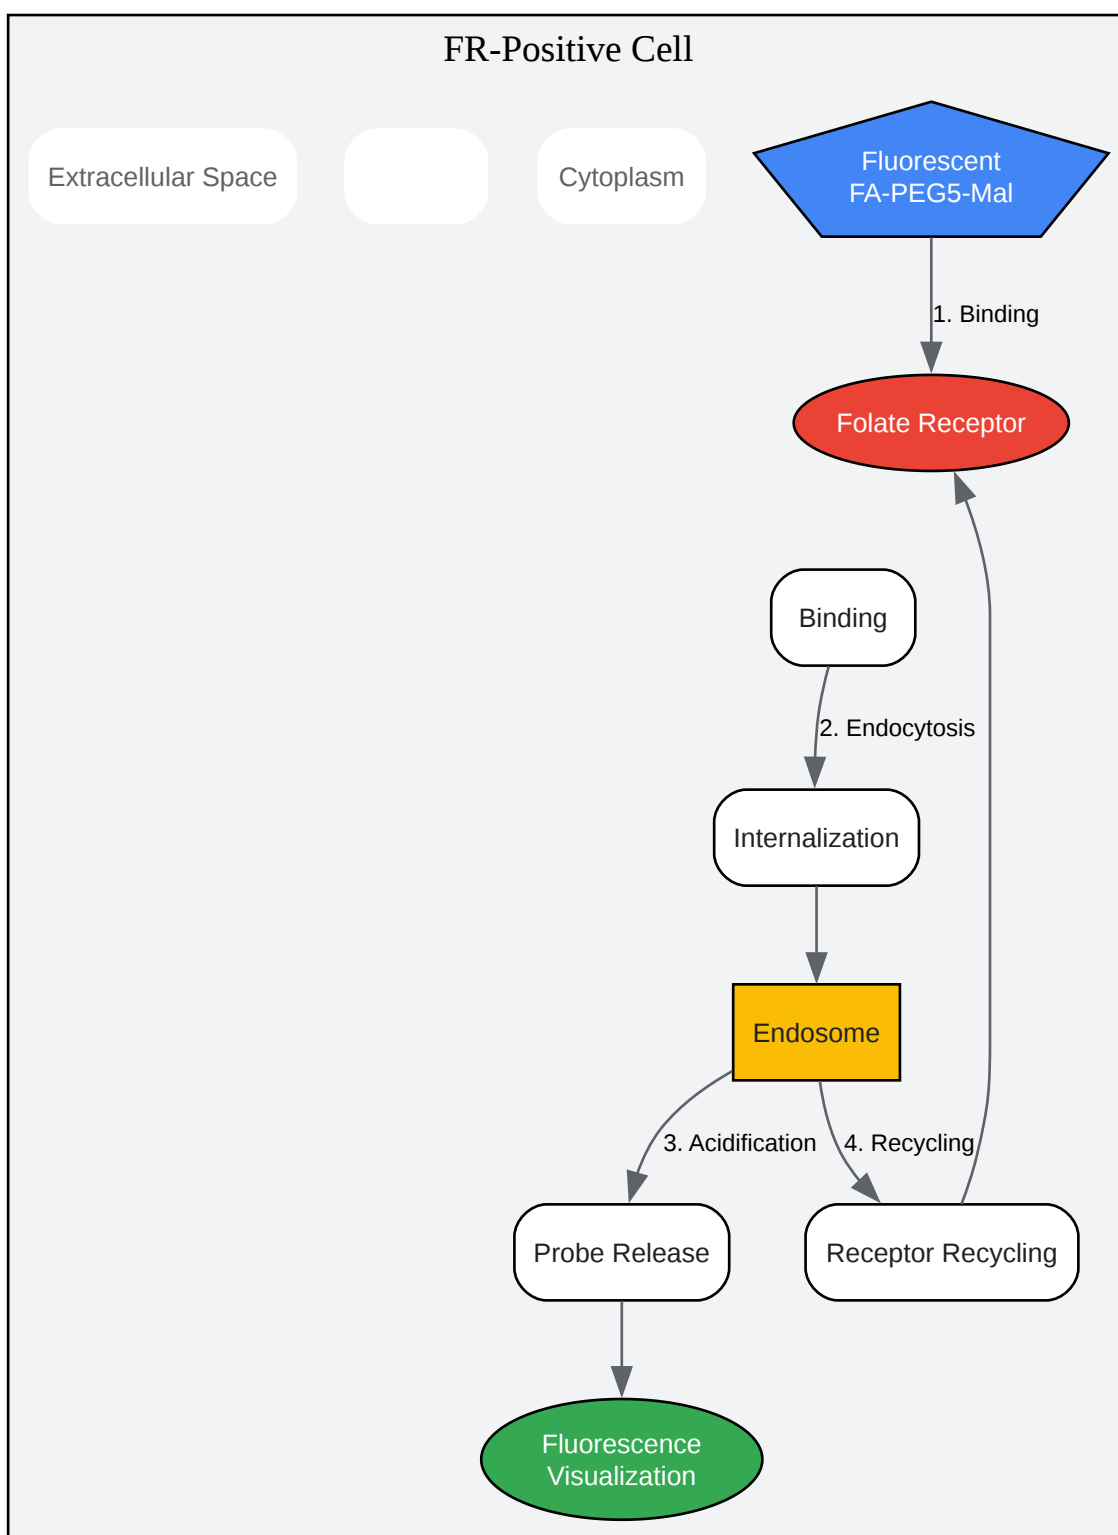 FR-Positive Cell
Extracellular Space
Cytoplasm
Fluorescent
FA-PEG5-Mal
1. Binding
Folate Receptor
Binding
2. Endocytosis
Internalization
Endosome
3. Acidification
4. Recycling
Probe Release
Receptor Recycling
Fluorescence
Visualization